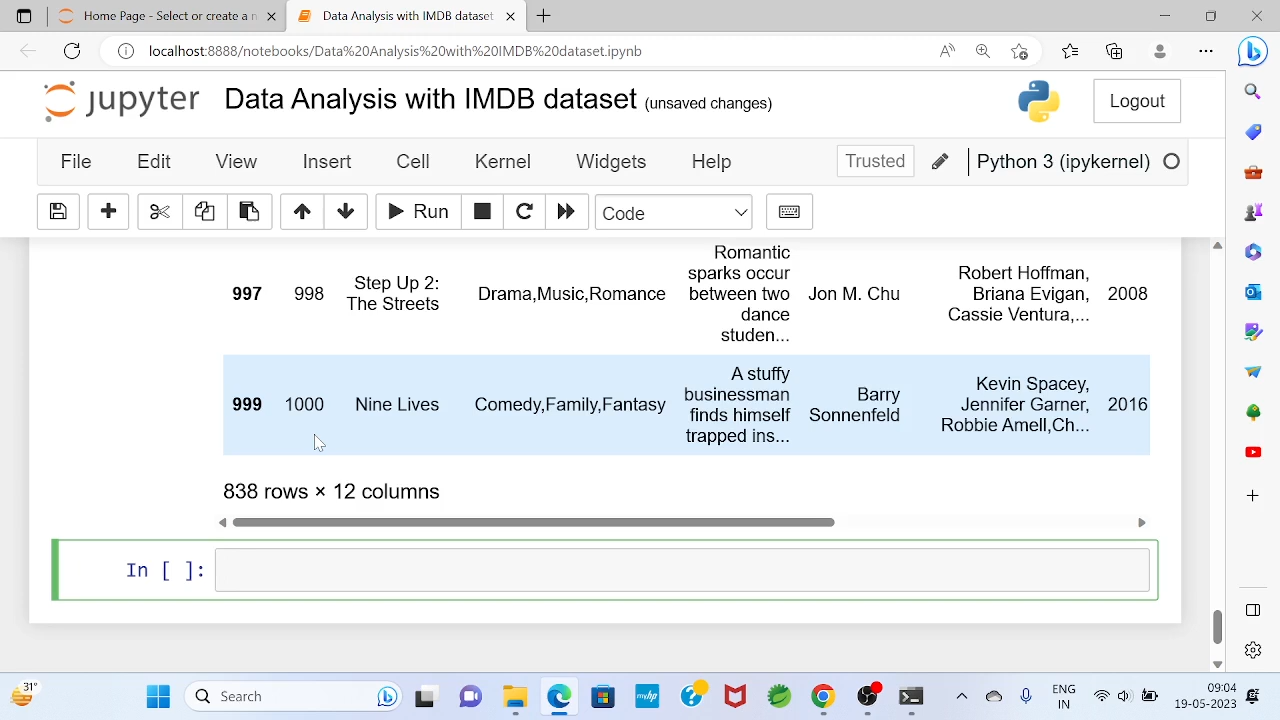 Home Page - Select or create a n
Data Analysis with IMDB dataset
localhost:8888/notebooks/Data%20Analysis%20with%20IMDB%20dataset.ipynb
jupyter Data Analysis with IMDB dataset (unsaved changes)
Logout
File Edit View Insert Cell Kernel Widgets Help
Trusted
Python 3 (ipykernel)
Run
Code
997 998 Step Up 2: The Streets Drama,Music,Romance Romantic sparks occur between two dance studen... Jon M. Chu Robert Hoffman, Briana Evigan, Cassie Ventura,... 2008
999 1000 Nine Lives Comedy,Family,Fantasy A stuffy businessman finds himself trapped ins... Barry Sonnenfeld Kevin Spacey, Jennifer Garner, Robbie Amell,Ch... 2016
838 rows × 12 columns
In [ ]:
31°
Search
myhp
ENG
IN
09:04
19-05-2023